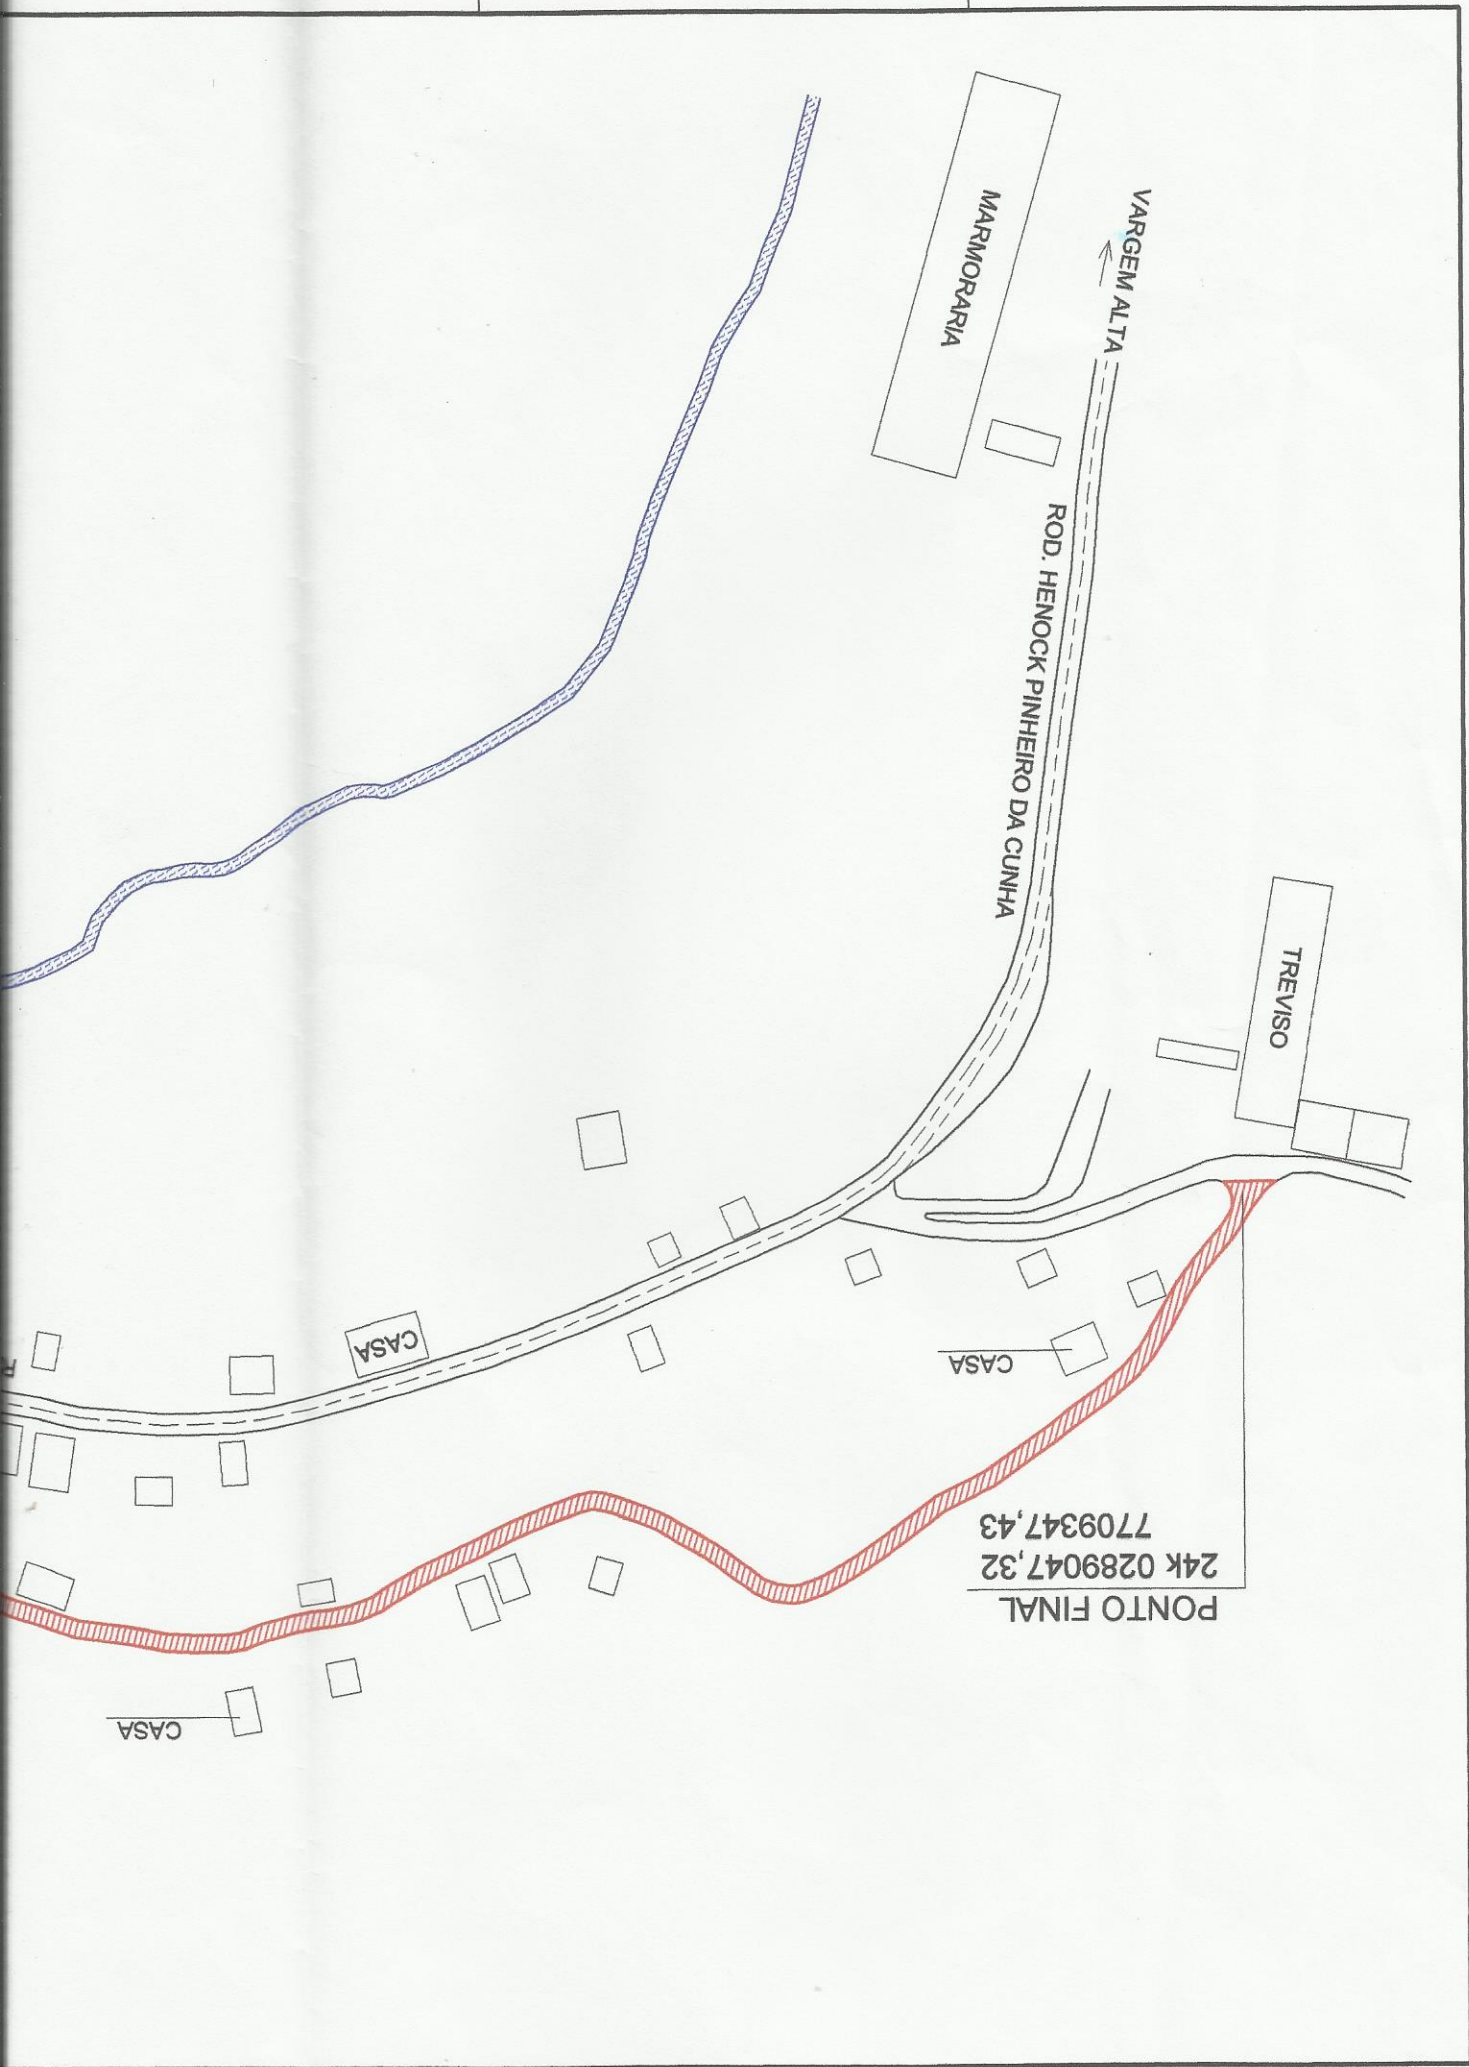 VARGEM ALTA
MARMORARIA
ROD. HENOCK PINHEIRO DA CUNHA
TREVISO
CASA
CASA
PONTO FINAL
24k 0289047,32
7709347,43
CASA